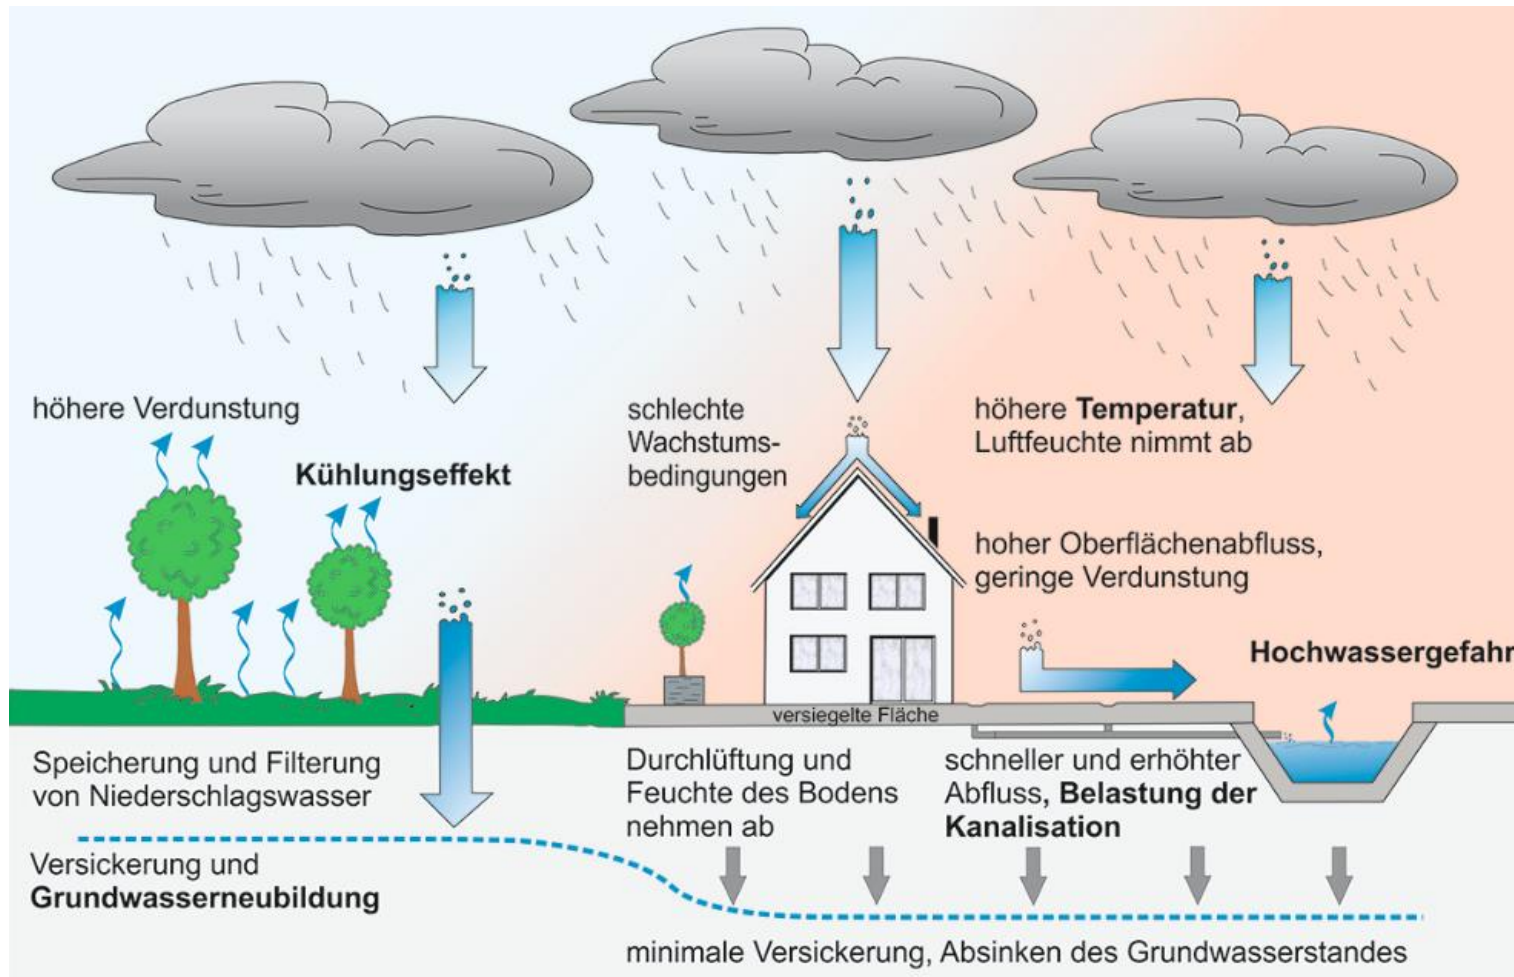 höhere Verdunstung
Kühlungseffekt
schlechte
Wachstums-
bedingungen
höhere Temperatur,
Luftfeuchte nimmt ab
hoher Oberflächenabfluss,
geringe Verdunstung
Hochwassergefahr
versiegelte Fläche
Speicherung und Filterung
von Niederschlagswasser
Durchlüftung und
Feuchte des Bodens
nehmen ab
schneller und erhöhter
Abfluss, Belastung der
Kanalisation
Versickerung und
Grundwasserneubildung
minimale Versickerung, Absinken des Grundwasserstandes